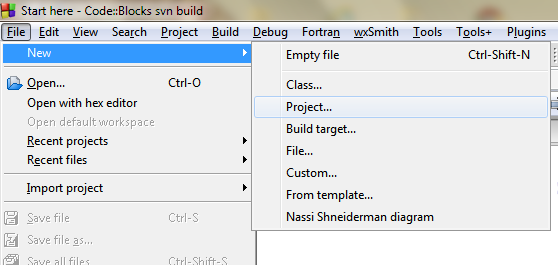 Start here - Code::Blocks svn build
File Edit View Search Project Build Debug Fortran wxSmith Tools Tools+ Plugins
New
Empty file Ctrl-Shift-N
Class...
Project...
Build target...
File...
Custom...
From template...
Nassi Shneiderman diagram
Open... Ctrl-O
Open with hex editor
Open default workspace
Recent projects
Recent files
Import project
Save file Ctrl-S
Save file as...
Save all files Ctrl-Shift-S